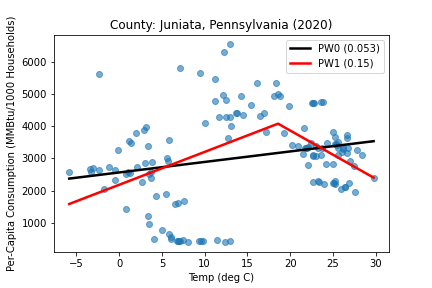 County: Juniata, Pennsylvania (2020)
Per-Capita Consumption (MMBtu/1000 Households)
6000
5000
4000
3000
2000
1000
PW0 (0.053)
PW1 (0.15)
−5 0 5 10 15 20 25 30
Temp (deg C)